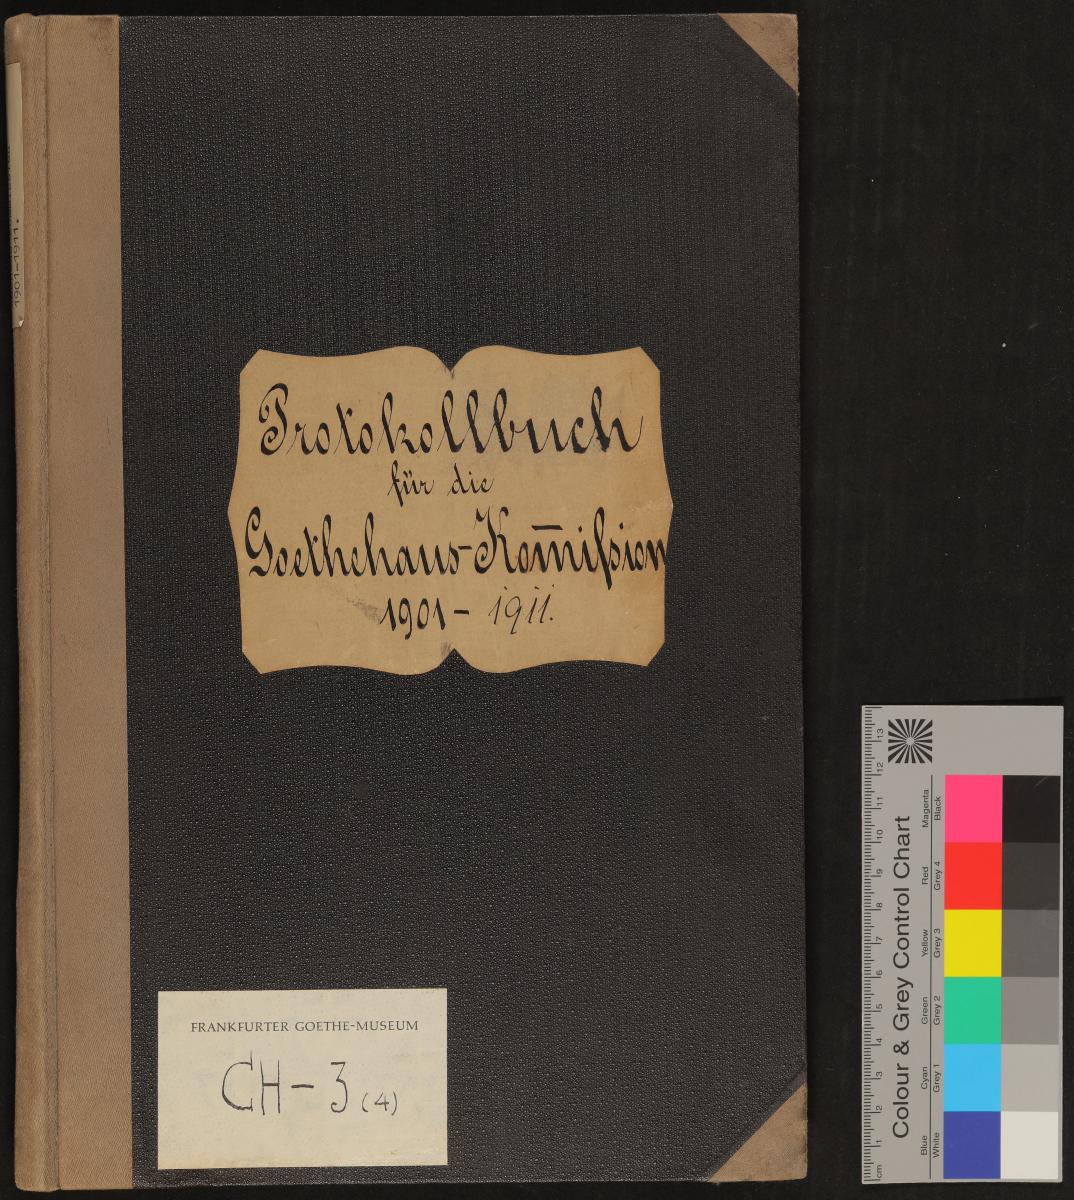 Protokollbuch
für die
Goethehaus-Kom̅iſsion
1901- 1911.
FRANKFURTER GOETHE-MUSEUM
CH-3 (4)
1901-1911.
Colour & Grey Control Chart
Blue Cyan Green Yellow Red Magenta
White Grey 1 Grey 2 Grey 3 Grey 4 Black
cm 1 2 3 4 5 6 7 8 9 10 11 12 13